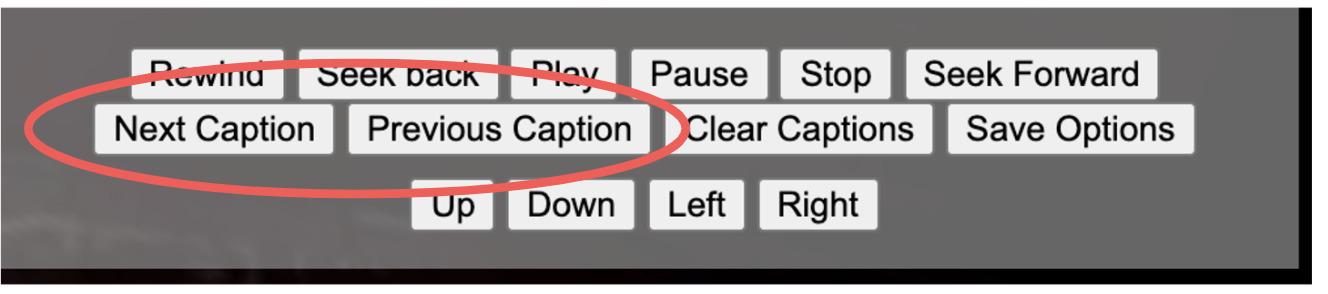 Rewind Seek back Play Pause Stop Seek Forward
Next Caption Previous Caption Clear Captions Save Options
Up Down Left Right